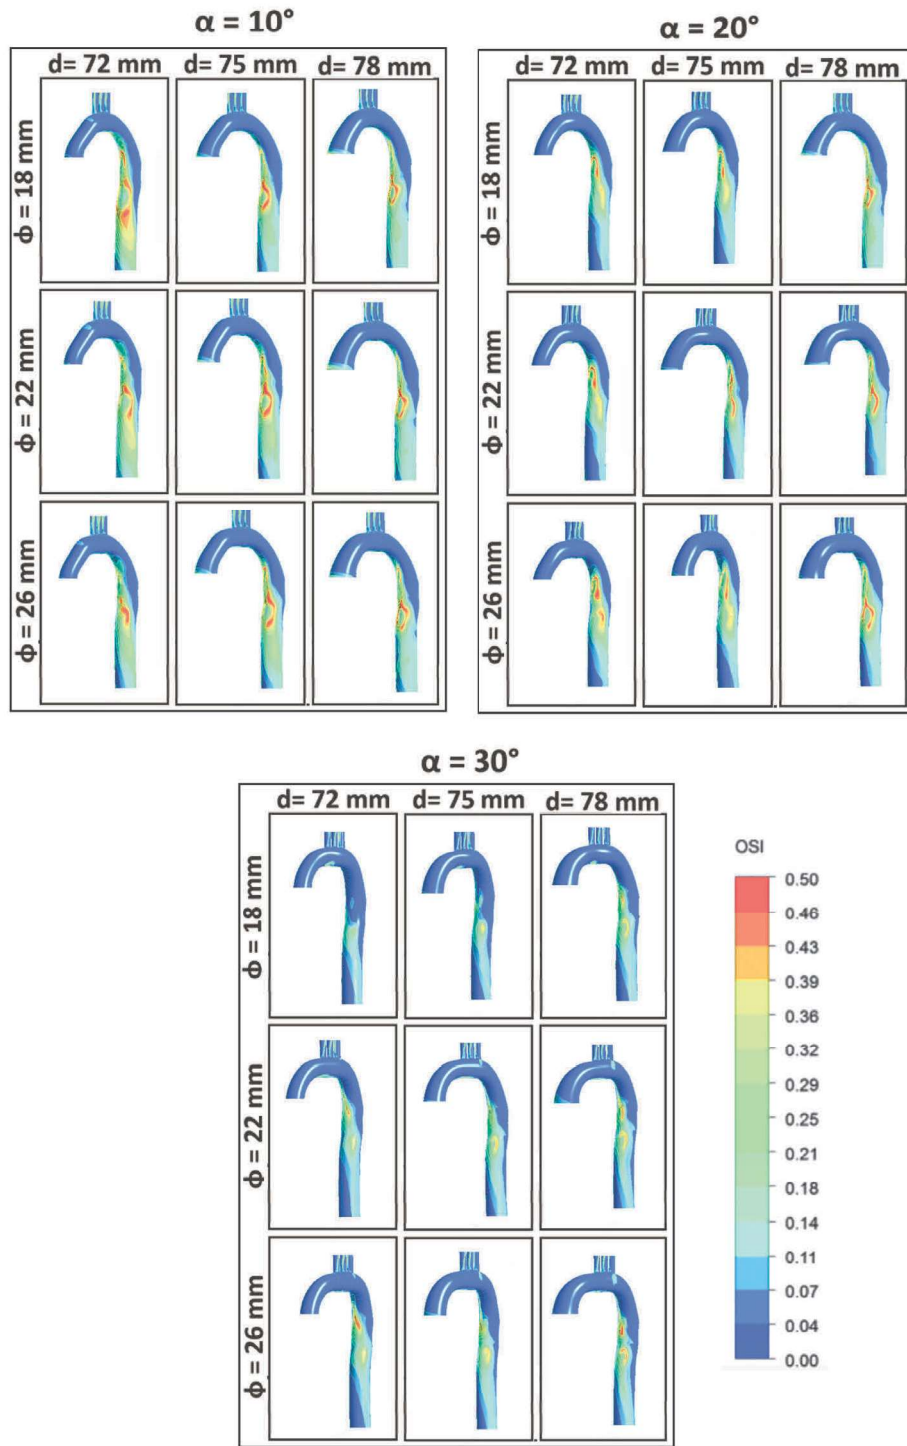 α = 10°
d= 72 mm d= 75 mm d= 78 mm
ϕ = 18 mm
ϕ = 22 mm
ϕ = 26 mm
α = 20°
d= 72 mm d= 75 mm d= 78 mm
ϕ = 18 mm
ϕ = 22 mm
ϕ = 26 mm
α = 30°
d= 72 mm d= 75 mm d= 78 mm
ϕ = 18 mm
ϕ = 22 mm
ϕ = 26 mm
OSI
0.50
0.46
0.43
0.39
0.36
0.32
0.29
0.25
0.21
0.18
0.14
0.11
0.07
0.04
0.00